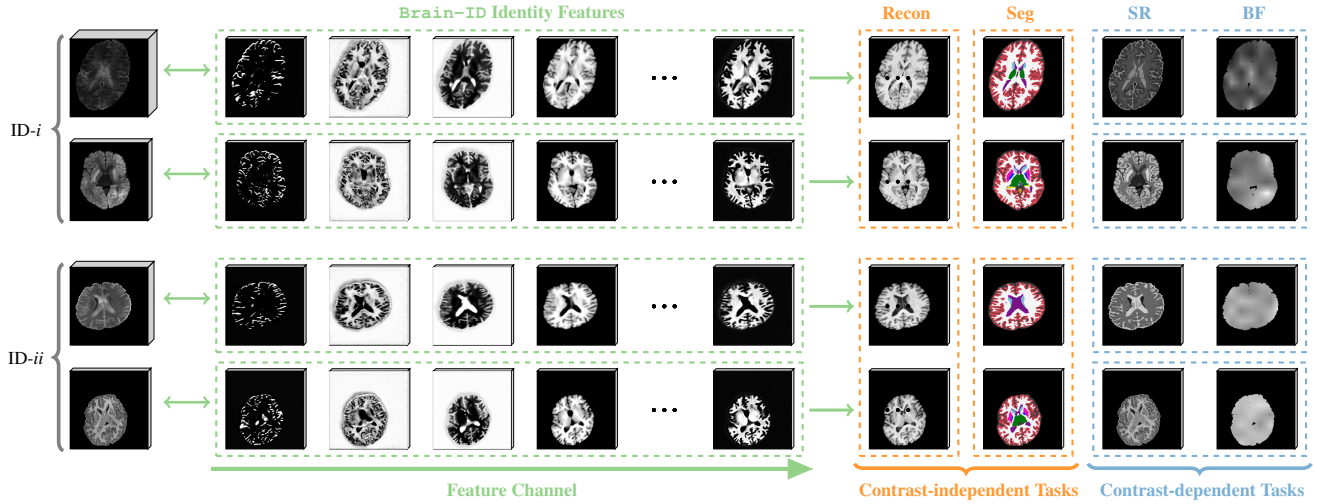 Brain-ID Identity Features
Recon
Seg
SR
BF
ID-i
ID-ii
Feature Channel
Contrast-independent Tasks
Contrast-dependent Tasks